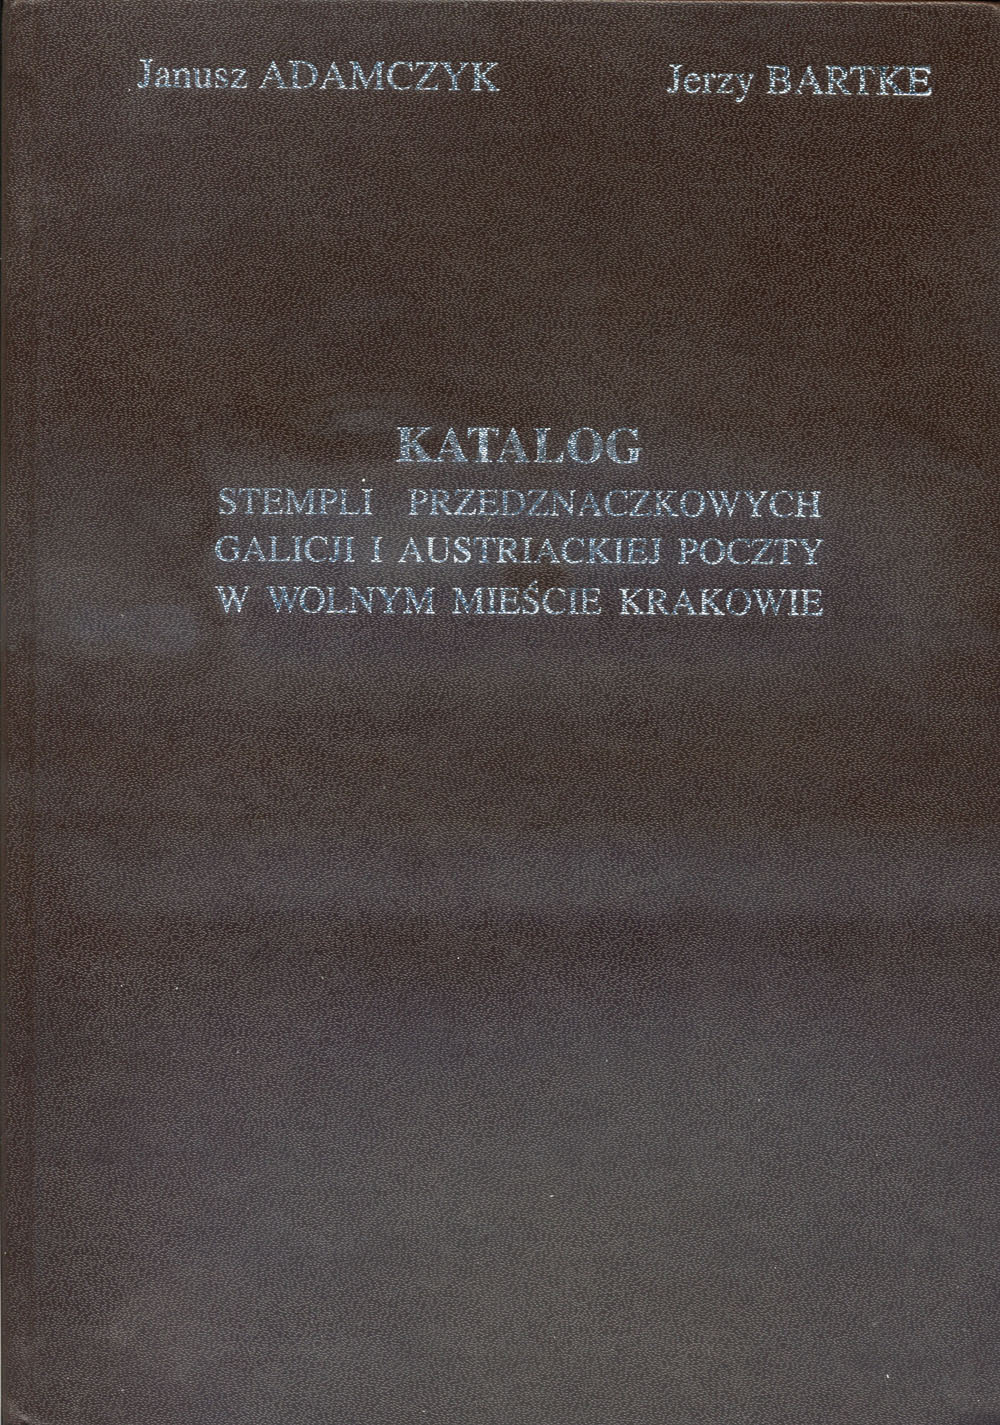 Janusz ADAMCZYK Jerzy BARTKE
KATALOG
STEMPLI PRZEDZNACZKOWYCH
GALICJI I AUSTRIACKIEJ POCZTY
W WOLNYM MIEŚCIE KRAKOWIE